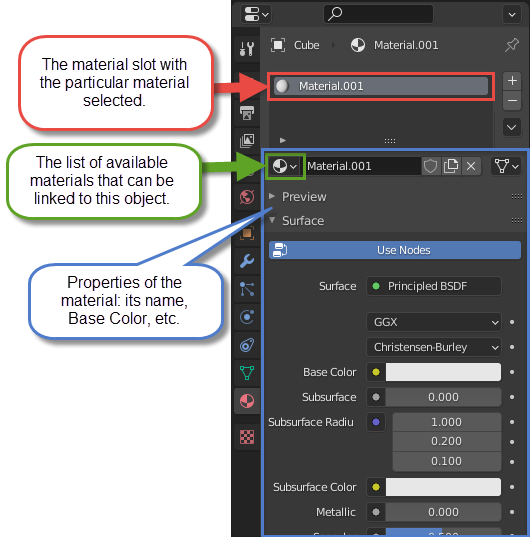 The material slot with
the particular material
selected.
The list of available
materials that can be
linked to this object.
Properties of the
material: its name,
Base Color, etc.
Cube > Material.001
Material.001
Material.001
Preview
Surface
Use Nodes
Surface Principled BSDF
GGX
Christensen-Burley
Base Color
Subsurface 0.000
Subsurface Radiu 1.000
0.200
0.100
Subsurface Color
Metallic 0.000